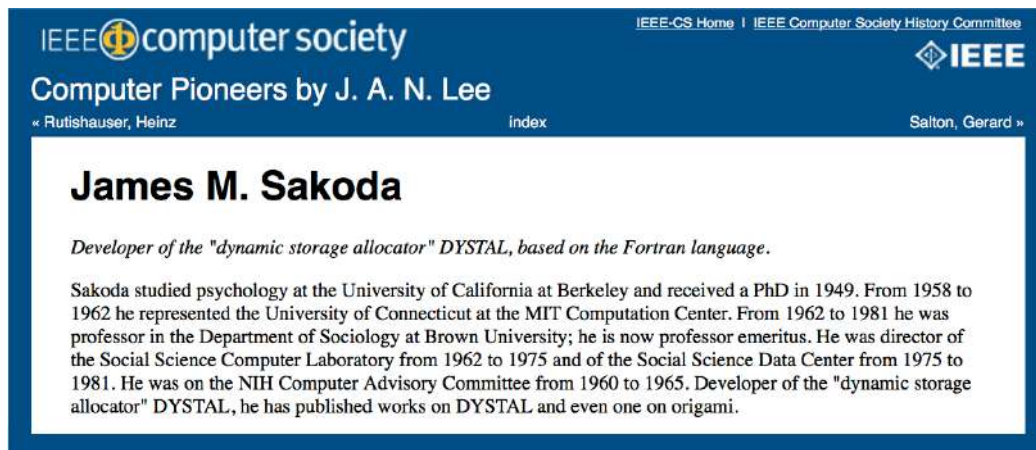 IEEE computer society
IEEE-CS Home | IEEE Computer Society History Committee
IEEE
Computer Pioneers by J. A. N. Lee
« Rutishauser, Heinz index Salton, Gerard »
James M. Sakoda
Developer of the "dynamic storage allocator" DYSTAL, based on the Fortran language.
Sakoda studied psychology at the University of California at Berkeley and received a PhD in 1949. From 1958 to
1962 he represented the University of Connecticut at the MIT Computation Center. From 1962 to 1981 he was
professor in the Department of Sociology at Brown University; he is now professor emeritus. He was director of
the Social Science Computer Laboratory from 1962 to 1975 and of the Social Science Data Center from 1975 to
1981. He was on the NIH Computer Advisory Committee from 1960 to 1965. Developer of the "dynamic storage
allocator" DYSTAL, he has published works on DYSTAL and even one on origami.